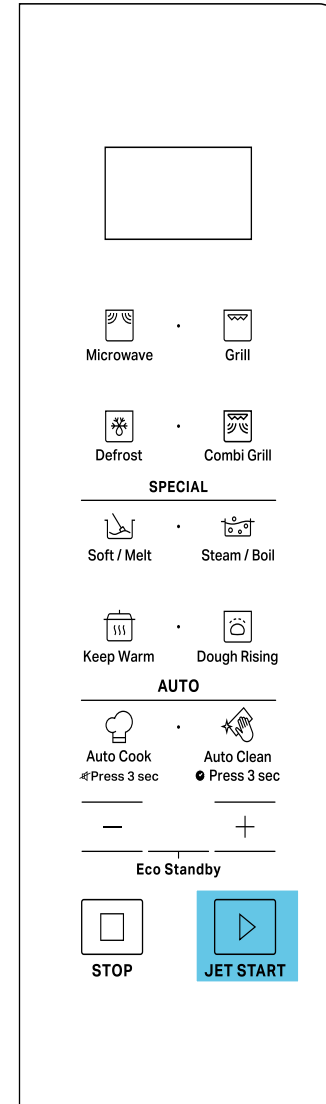 Microwave
Grill
Defrost
Combi Grill
SPECIAL
Soft / Melt
Steam / Boil
Keep Warm
Dough Rising
AUTO
Auto Cook
Auto Clean
Press 3 sec
Press 3 sec
Eco Standby
STOP
JET START